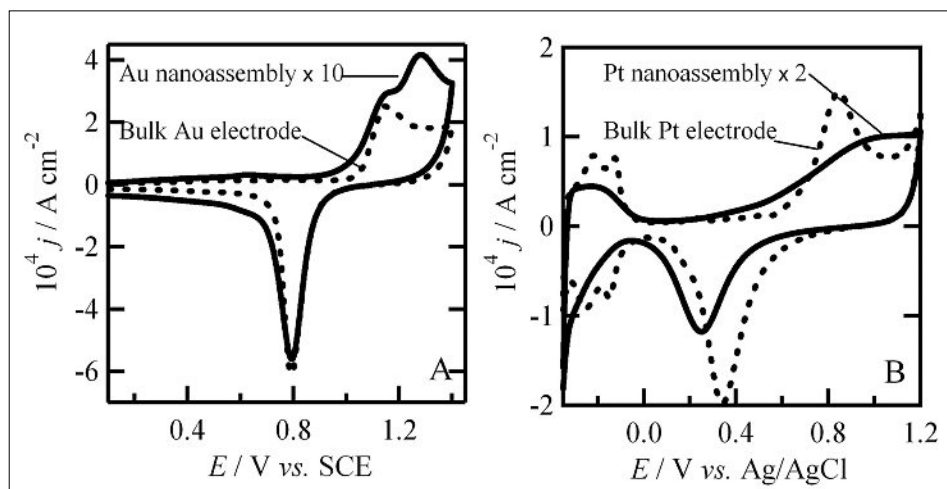 4
2
0
-2
-4
-6
10⁴ j / A cm⁻²
Au nanoassembly x 10
Bulk Au electrode
A
0.4
0.8
1.2
E / V vs. SCE
2
1
0
-1
-2
10⁴ j / A cm⁻²
Pt nanoassembly x 2
Bulk Pt electrode
B
0.0
0.4
0.8
1.2
E / V vs. Ag/AgCl